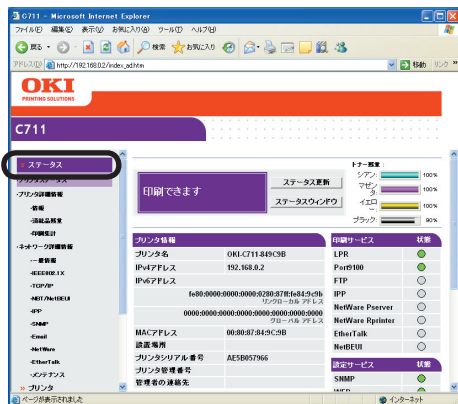 C711 - Microsoft Internet Explorer
ファイル(F) 編集(E) 表示(V) お気に入り(A) ツール(T) ヘルプ(H)
戻る 検索 お気に入り
アドレス(D) http://192.168.0.2/index_ad.htm 移動 リンク »
OKI
PRINTING SOLUTIONS
C711
» ステータス
·プリンタ詳細情報
-情報
-消耗品残量
-印刷集計
·ネットワーク詳細情報
-一般情報
-IEEE802.1X
-TCP/IP
-NBT/NetBEUI
-IPP
-SNMP
-Email
-NetWare
-EtherTalk
-メンテナンス
» プリンタ
印刷できます
ステータス更新
ステータスウィンドウ
トナー残量:
シアン: 100%
マゼンタ: 100%
イエロー: 100%
ブラック: 90%
プリンタ情報
プリンタ名 OKI-C711-849C9B
IPv4アドレス 192.168.0.2
IPv6アドレス
fe80:0000:0000:0000:0280:87ff:fe84:9c9b
リンクローカル アドレス
0000:0000:0000:0000:0000:0000:0000:0000
グローバル アドレス
MACアドレス 00:80:87:84:9C:9B
設置場所
プリンタシリアル番号 AE5B057966
プリンタ管理番号
管理者の連絡先
印刷サービス 状態
LPR
Port9100
FTP
IPP
NetWare Pserver
NetWare Rprinter
EtherTalk
NetBEUI
設定サービス 状態
SNMP
ページが表示されました
インターネット